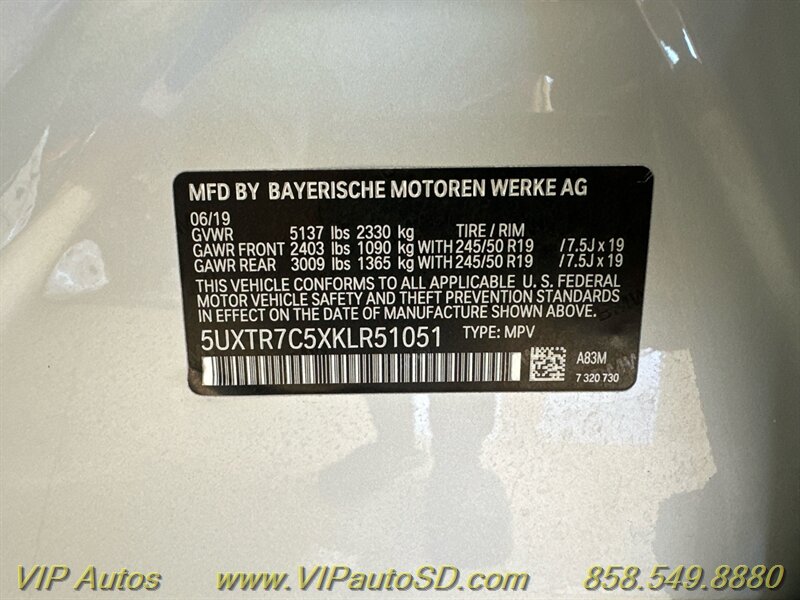 MFD BY BAYERISCHE MOTOREN WERKE AG
06/19
GVWR 5137 lbs 2330 kg TIRE / RIM
GAWR FRONT 2403 lbs 1090 kg WITH 245/50 R19 / 7.5J x 19
GAWR REAR 3009 lbs 1365 kg WITH 245/50 R19 / 7.5J x 19
THIS VEHICLE CONFORMS TO ALL APPLICABLE U. S. FEDERAL
MOTOR VEHICLE SAFETY AND THEFT PREVENTION STANDARDS
IN EFFECT ON THE DATE OF MANUFACTURE SHOWN ABOVE.
5UXTR7C5XKLR51051 TYPE: MPV
A83M
7 320 730
VIP Autos www.VIPautoSD.com 858.549.8880